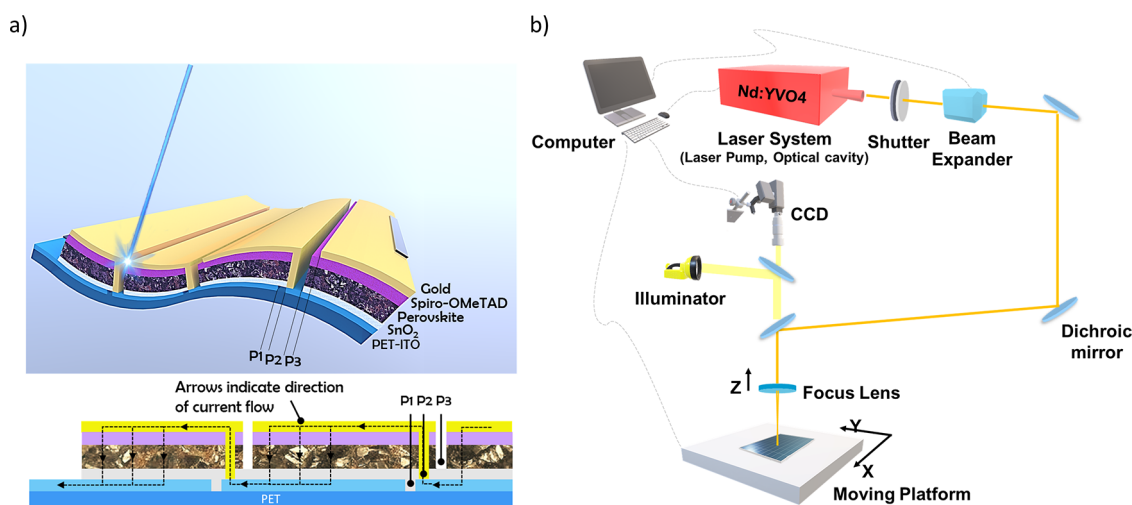 a)
Gold
Spiro-OMeTAD
Perovskite
SnO2
PET-ITO
P1 P2 P3
Arrows indicate direction
of current flow
P1 P2 P3
PET
b)
Computer
Nd:YVO4
Laser System
(Laser Pump, Optical cavity)
Shutter
Beam
Expander
CCD
Illuminator
Dichroic
mirror
Z
Focus Lens
Y
X
Moving Platform